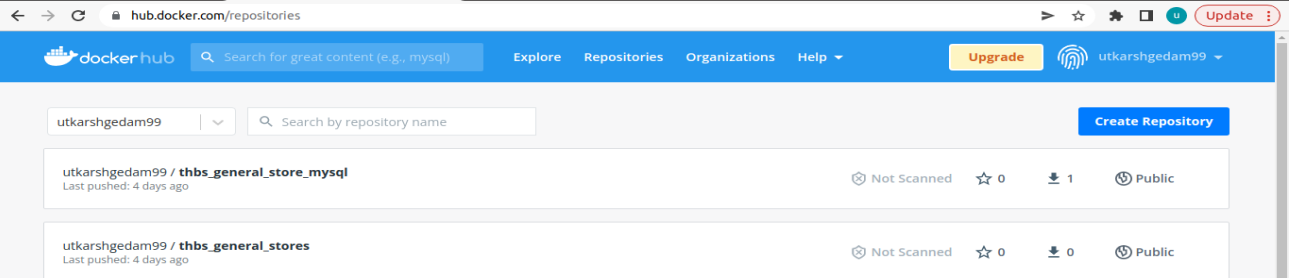 hub.docker.com/repositories
u
Update
dockerhub Search for great content (e.g., mysql) Explore Repositories Organizations Help Upgrade utkarshgedam99
utkarshgedam99 Search by repository name Create Repository
utkarshgedam99 / thbs_general_store_mysql Not Scanned 0 1 Public
Last pushed: 4 days ago
utkarshgedam99 / thbs_general_stores Not Scanned 0 0 Public
Last pushed: 4 days ago